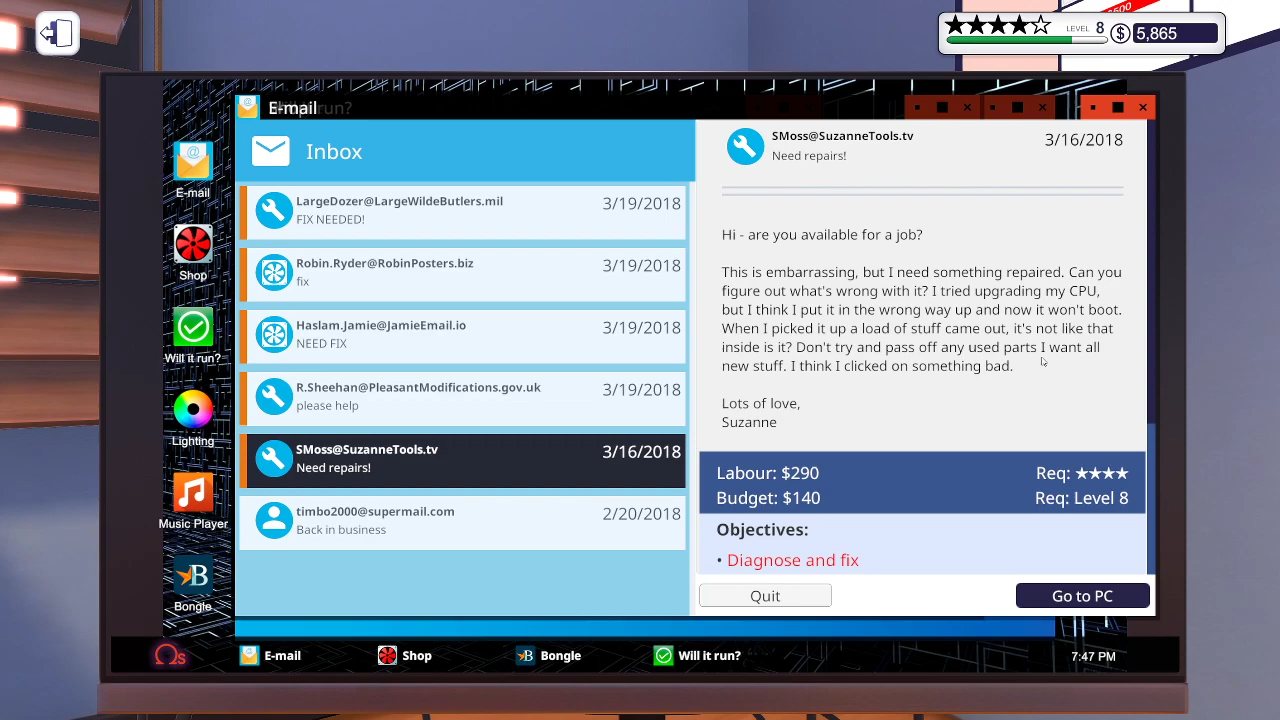 $600
LEVEL 8
$ 5,865
E-mail
Inbox
LargeDozer@LargeWildeButlers.mil
3/19/2018
FIX NEEDED!
Robin.Ryder@RobinPosters.biz
3/19/2018
fix
Haslam.Jamie@JamieEmail.io
3/19/2018
NEED FIX
R.Sheehan@PleasantModifications.gov.uk
3/19/2018
please help
SMoss@SuzanneTools.tv
3/16/2018
Need repairs!
timbo2000@supermail.com
2/20/2018
Back in business
SMoss@SuzanneTools.tv
3/16/2018
Need repairs!
Hi - are you available for a job?
This is embarrassing, but I need something repaired. Can you
figure out what's wrong with it? I tried upgrading my CPU,
but I think I put it in the wrong way up and now it won't boot.
When I picked it up a load of stuff came out, it's not like that
inside is it? Don't try and pass off any used parts I want all
new stuff. I think I clicked on something bad.
Lots of love,
Suzanne
Labour: $290
Req: ★★★★
Budget: $140
Req: Level 8
Objectives:
• Diagnose and fix
Quit
Go to PC
E-mail
Shop
Will it run?
Lighting
Music Player
Bongle
Ωs
E-mail
Shop
Bongle
Will it run?
7:47 PM